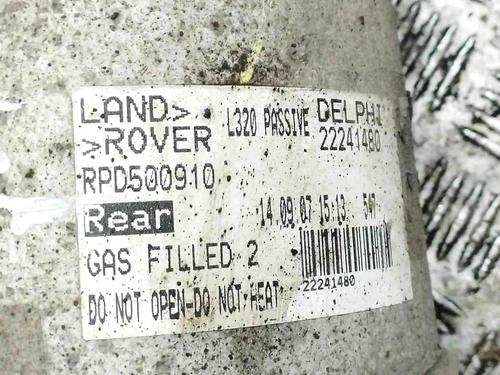 LAND> L320 PASSIVE DELPHI
>ROVER 22241480
RPD500910
Rear 14.09.07 15:13
GAS FILLED 2
22241480
DO NOT OPEN-DO NOT HEAT